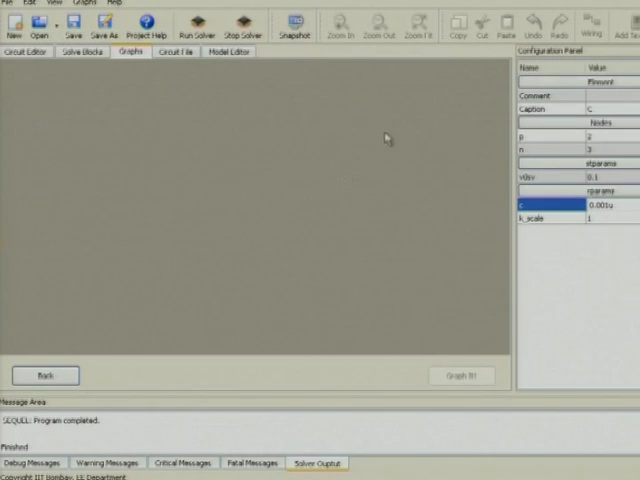 File Edit View Graphs Help
New Open Save Save As Project Help Run Solver Stop Solver Snapshot Zoom In Zoom Out Zoom Fit Copy Cut Paste Undo Redo Wiring Add Te
Circuit Editor Solve Blocks Graphs Circuit File Model Editor
Configuration Panel
Name Value
Element
Comment
Caption C
Nodes
p 2
n 3
stparams
vdsv 0.1
rparams
c 0.001u
k_scale 1
Back Graph It!
Message Area
SEQUEL: Program completed.
Finished
Debug Messages Warning Messages Critical Messages Fatal Messages Solver Ouptut
Copyright IIT Bombay, EE Department